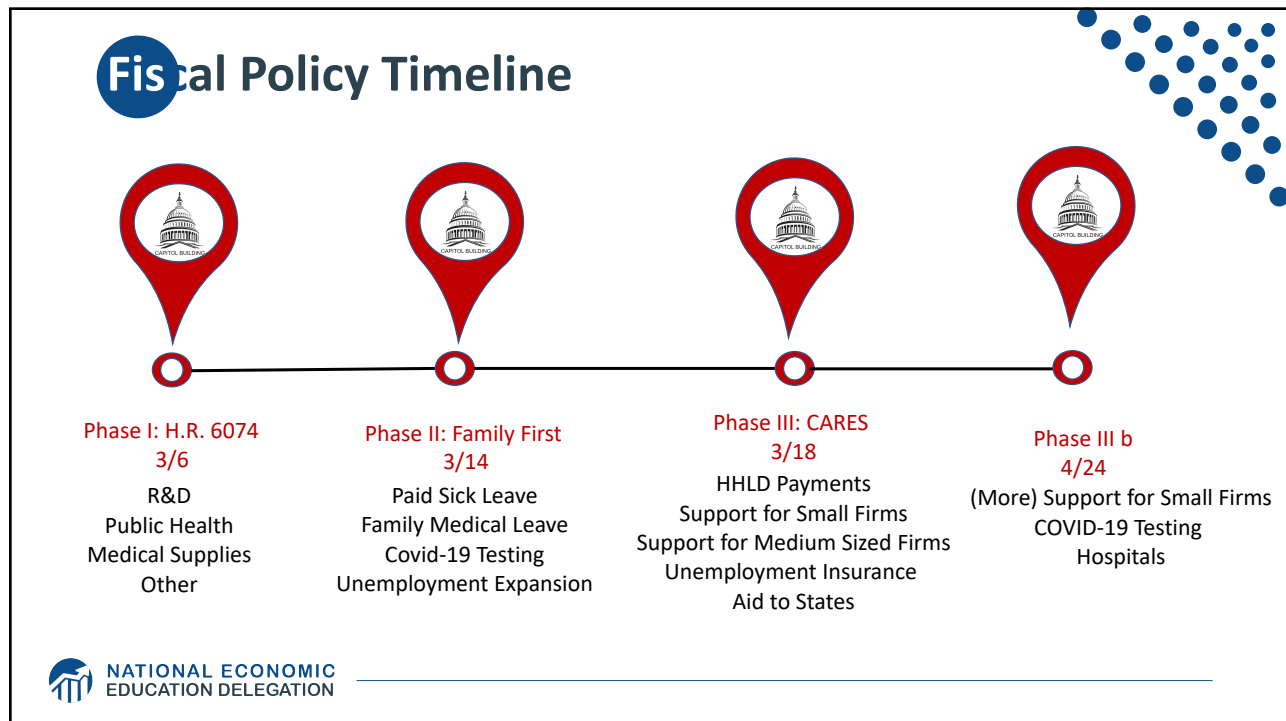 Fiscal Policy Timeline
CAPITOL BUILDING
CAPITOL BUILDING
CAPITOL BUILDING
CAPITOL BUILDING
Phase I: H.R. 6074
3/6
R&D
Public Health
Medical Supplies
Other
Phase II: Family First
3/14
Paid Sick Leave
Family Medical Leave
Covid-19 Testing
Unemployment Expansion
Phase III: CARES
3/18
HHLD Payments
Support for Small Firms
Support for Medium Sized Firms
Unemployment Insurance
Aid to States
Phase III b
4/24
(More) Support for Small Firms
COVID-19 Testing
Hospitals
NATIONAL ECONOMIC
EDUCATION DELEGATION